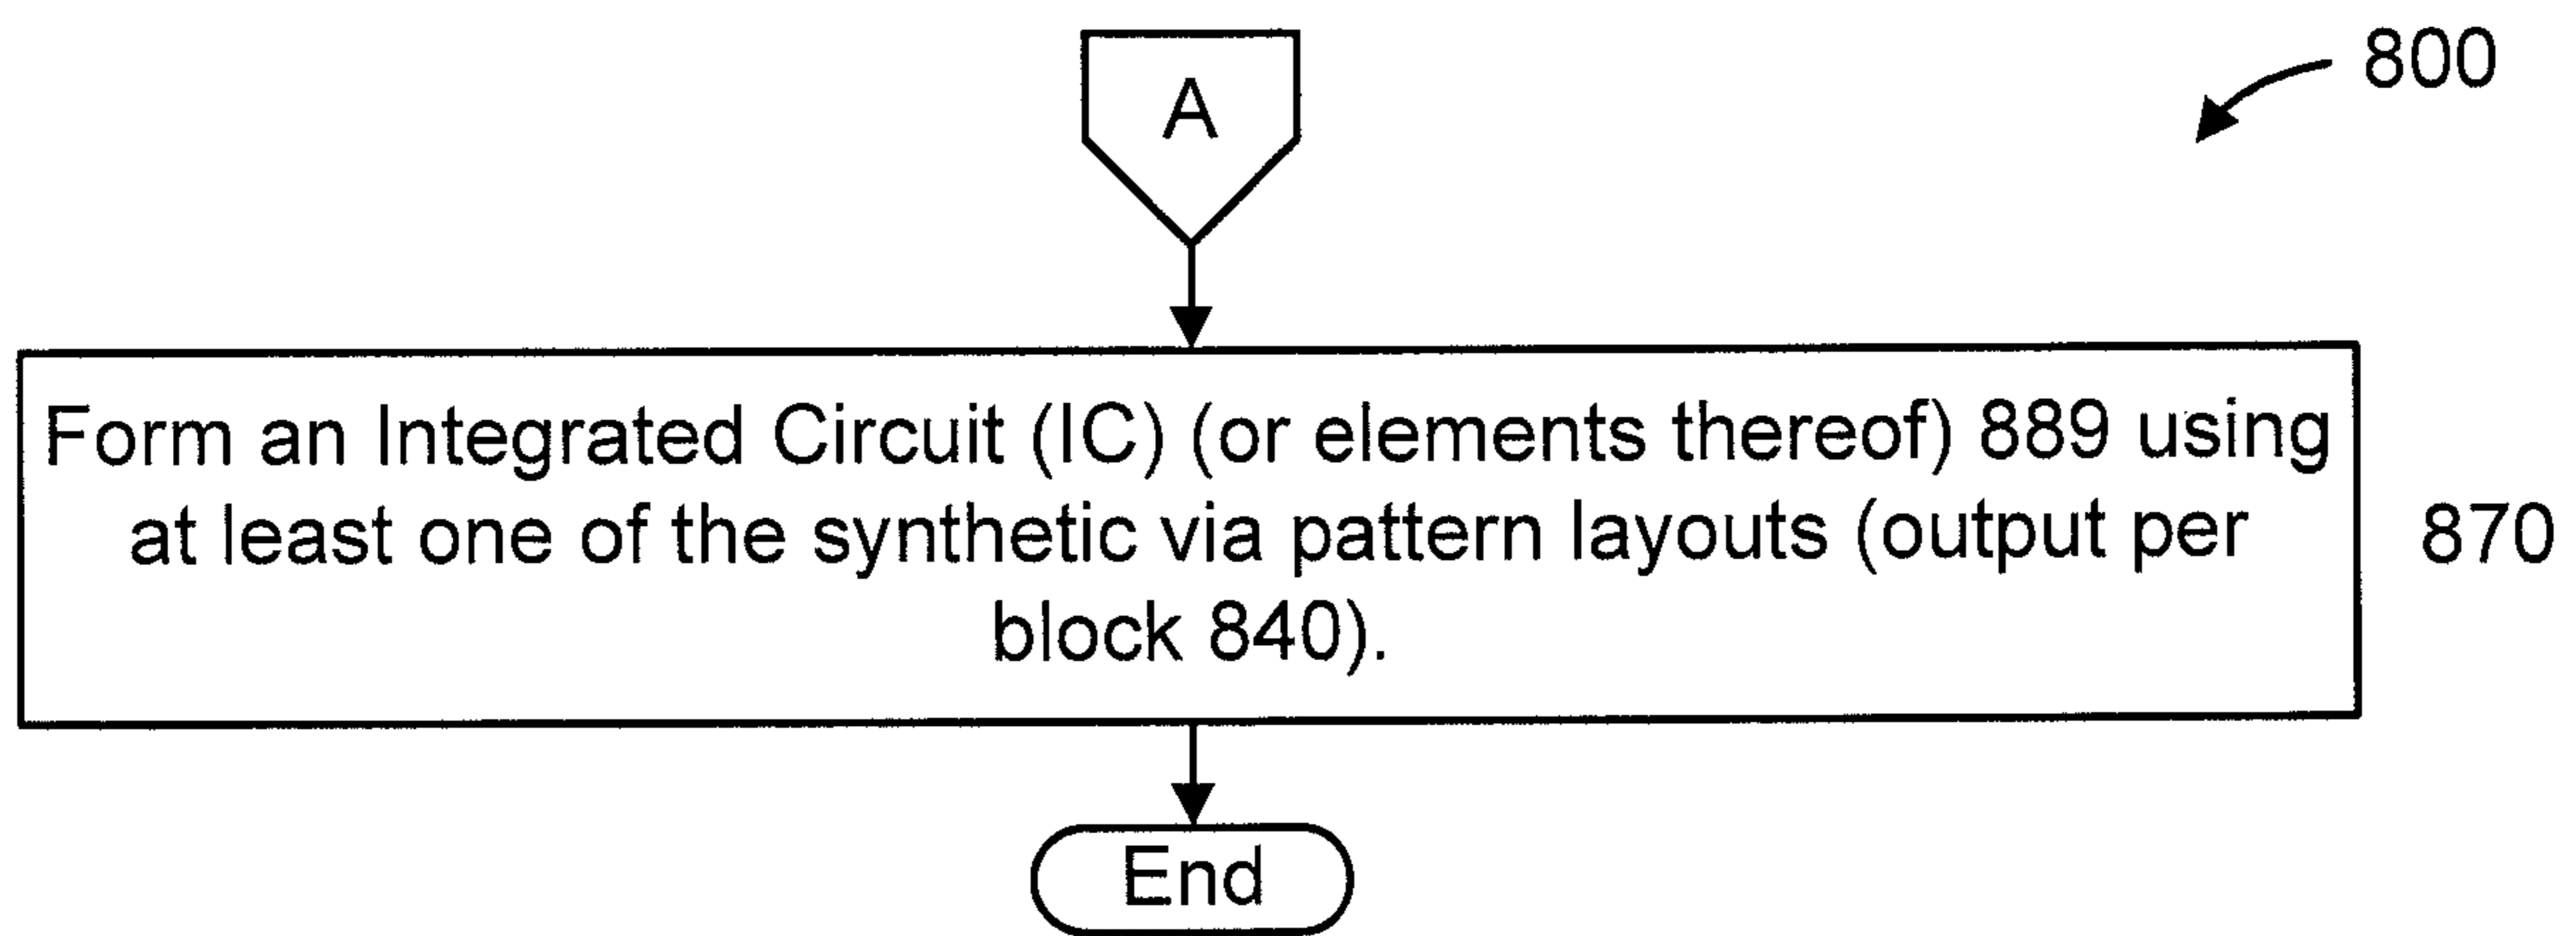 800
A
Form an Integrated Circuit (IC) (or elements thereof) 889 using
at least one of the synthetic via pattern layouts (output per
block 840).
870
End